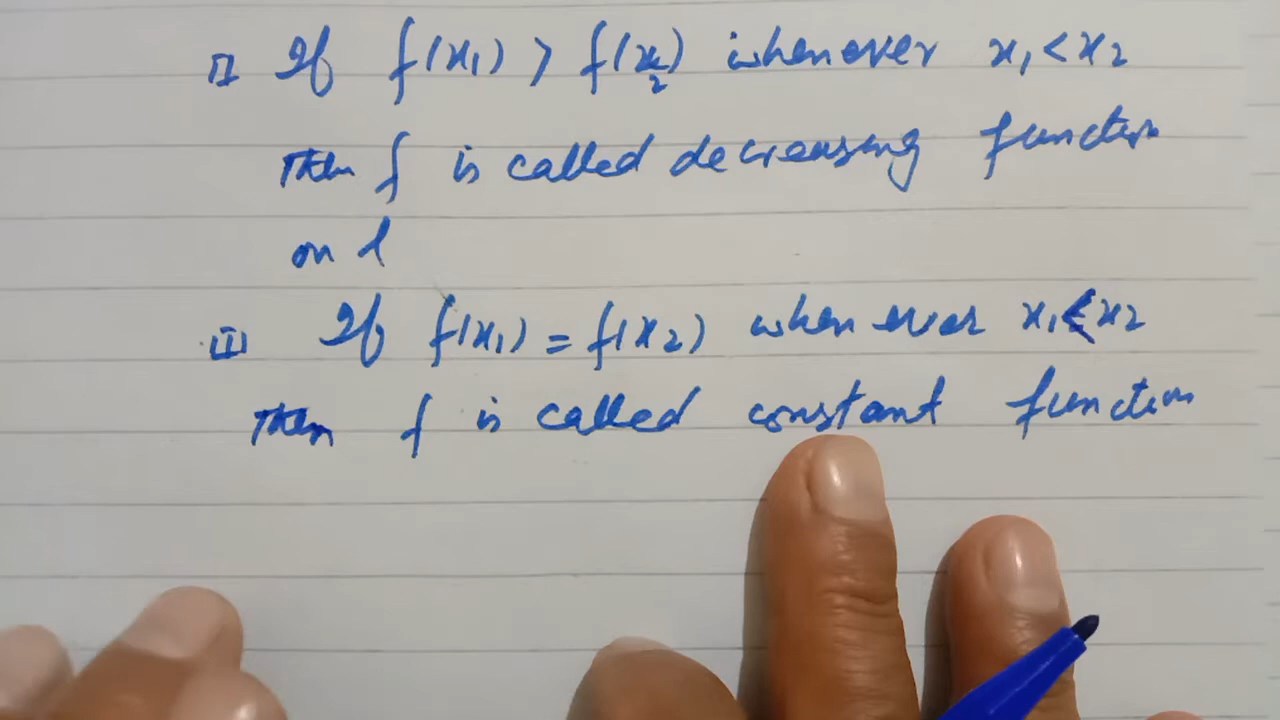 II If f(x₁) > f(x₂) whenever x₁ < x₂
Then f is called decreasing function
on I
III If f(x₁) = f(x₂) whenever x₁ < x₂
Then f is called constant function